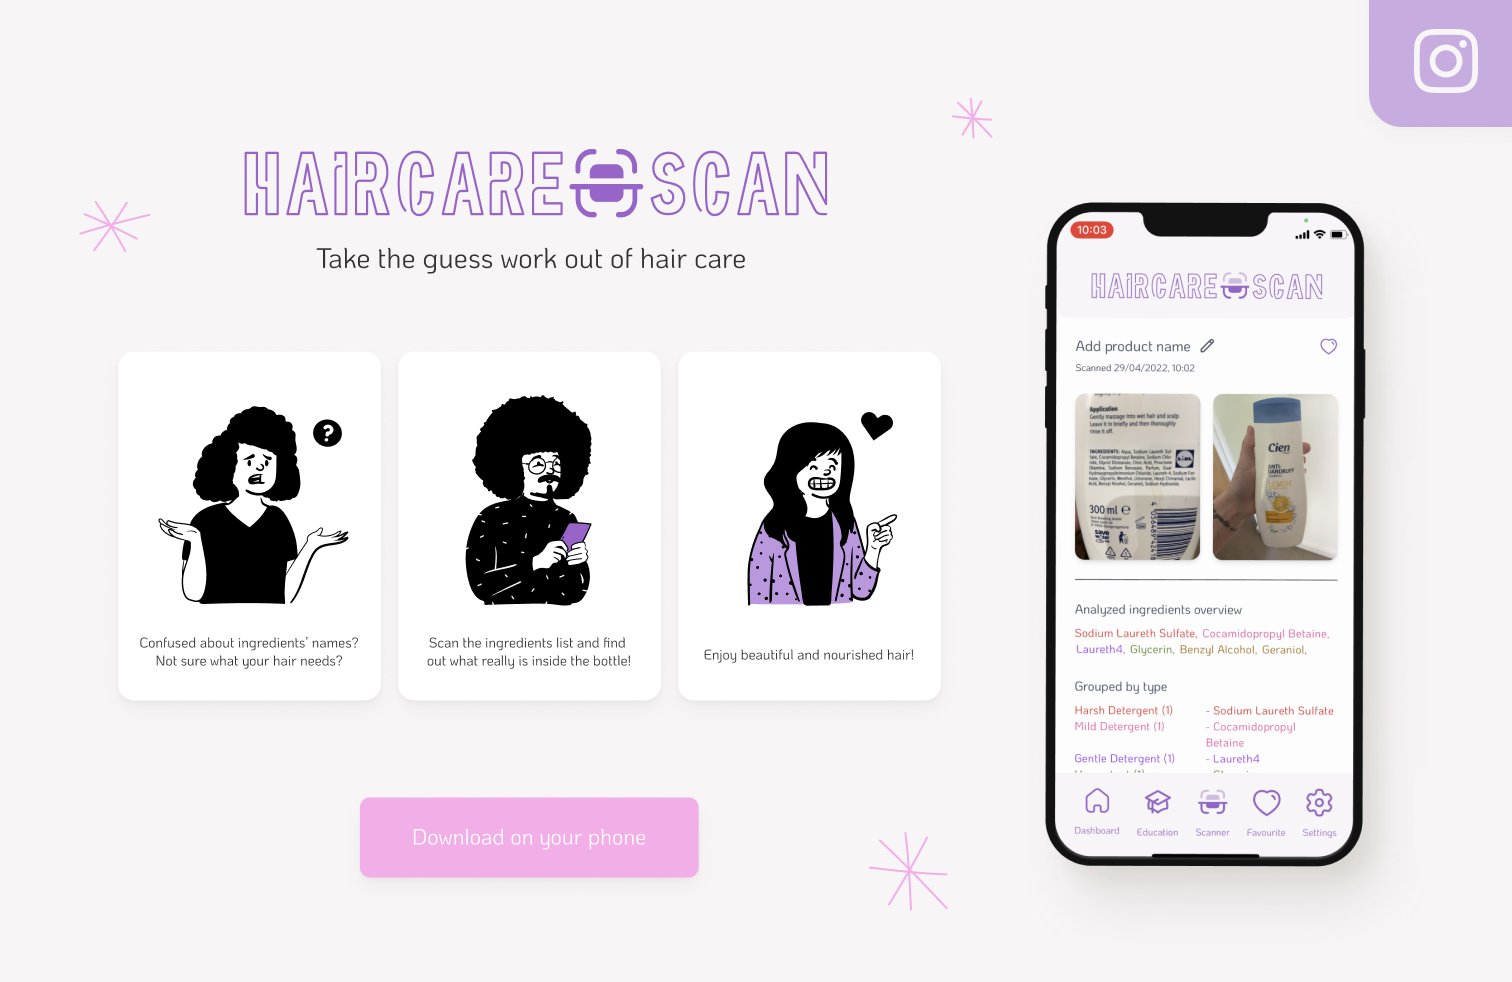 HAIRCARE SCAN
Take the guess work out of hair care
?
Confused about ingredients' names?
Not sure what your hair needs?
Scan the ingredients list and find
out what really is inside the bottle!
Enjoy beautiful and nourished hair!
Download on your phone
10:03
HAIRCARE SCAN
Add product name
Scanned 29/04/2022, 10:02
Application
Gently massage into wet hair and scalp.
Leave it in briefly and then thoroughly
rinse it off.
INGREDIENTS: Aqua, Sodium Laureth Sul
300 ml e
Cien
ANTI-
DANDRUFF
LEMON
Analyzed ingredients overview
Sodium Laureth Sulfate, Cocamidopropyl Betaine,
Laureth4, Glycerin, Benzyl Alcohol, Geraniol,
Grouped by type
Harsh Detergent (1) - Sodium Laureth Sulfate
Mild Detergent (1) - Cocamidopropyl
Betaine
Gentle Detergent (1) - Laureth4
Dashboard Education Scanner Favourite Settings